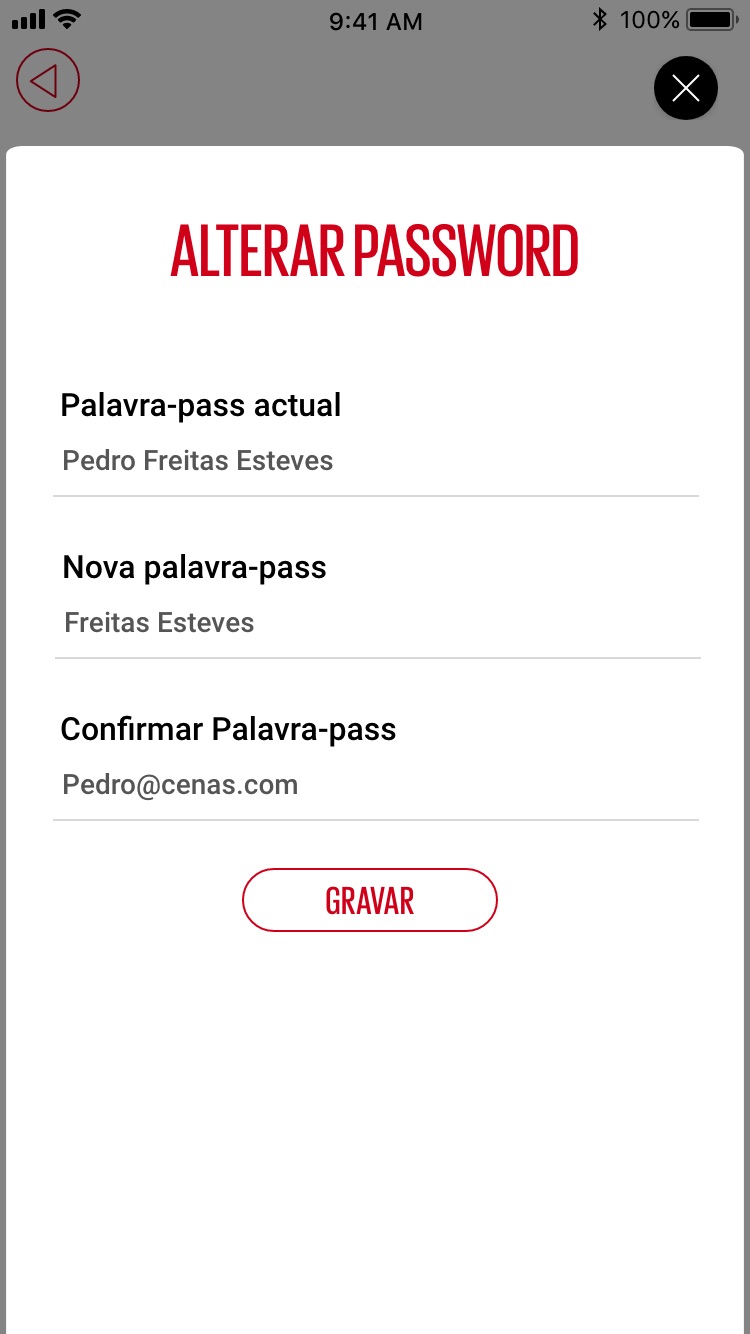 9:41 AM 100%
ALTERAR PASSWORD
Palavra-pass actual
Pedro Freitas Esteves
Nova palavra-pass
Freitas Esteves
Confirmar Palavra-pass
Pedro@cenas.com
GRAVAR